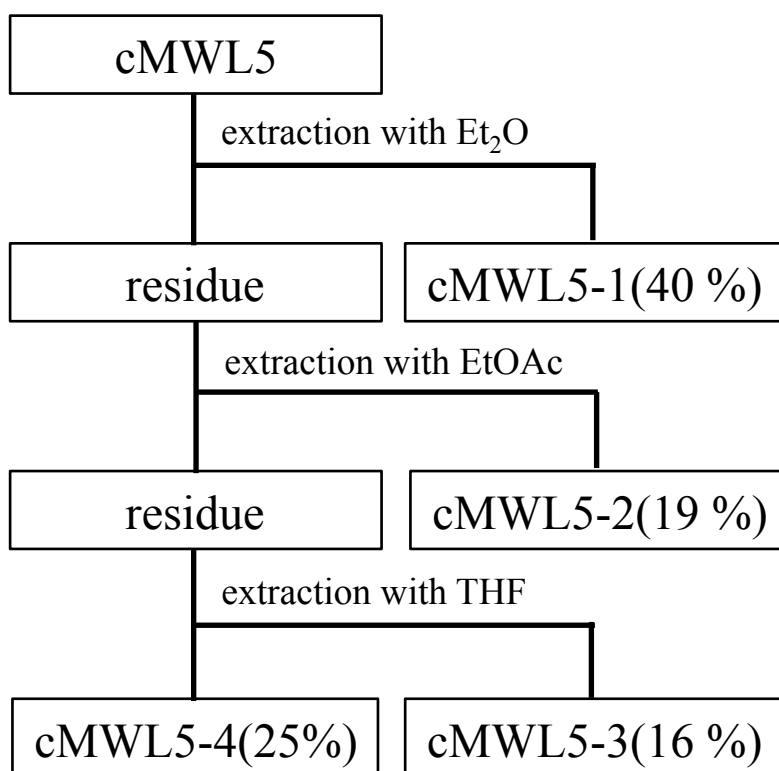 cMWL5
extraction with Et₂O
residue
cMWL5-1(40 %)
extraction with EtOAc
residue
cMWL5-2(19 %)
extraction with THF
cMWL5-4(25%)
cMWL5-3(16 %)